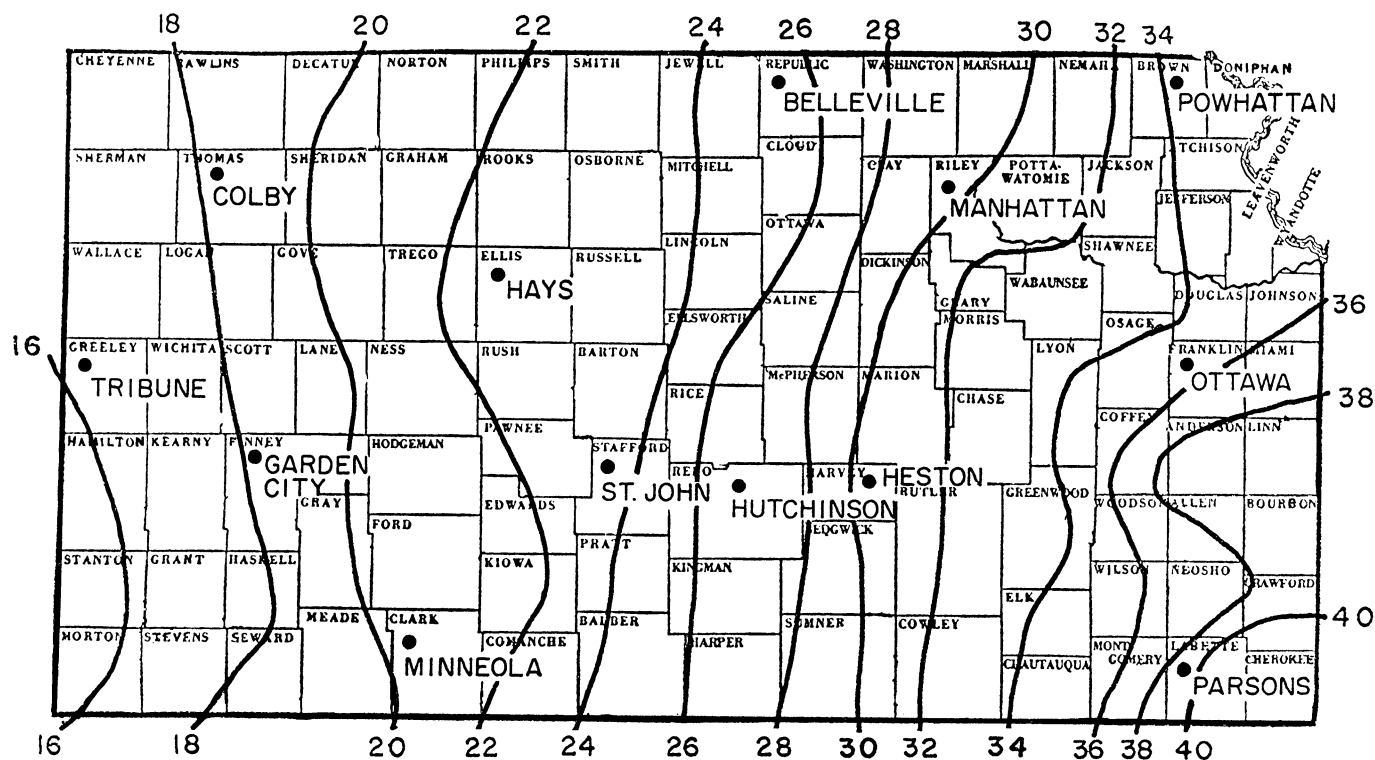 18 20 22 24 26 28 30 32 34
CHEYENNE RAWLINS DECATUR NORTON PHILLIPS SMITH JEWELL REPUBLIC WASHINGTON MARSHALL NEMAHA BROWN DONIPHAN
BELLEVILLE POWHATTAN
CLOUD ATCHISON
SHERMAN THOMAS SHERIDAN GRAHAM ROOKS OSBORNE MITCHELL CLAY RILEY POTTA-
WATOMIE JACKSON LEAVENWORTH
COLBY MANHATTAN JEFFERSON WYANDOTTE
OTTAWA
WALLACE LOGAN GOVE TREGO ELLIS RUSSELL LINCOLN DICKINSON SHAWNEE
HAYS WABAUNSEE
SALINE GEARY DOUGLAS JOHNSON 36
ELLSWORTH MORRIS OSAGE
16 GREELEY WICHITA SCOTT LANE NESS RUSH BARTON LYON FRANKLIN MIAMI
TRIBUNE McPHERSON MARION OTTAWA
RICE CHASE 38
COFFEY ANDERSON LINN
HAMILTON KEARNY FINNEY HODGEMAN PAWNEE STAFFORD
GARDEN
CITY RENO HARVEY HESTON
ST. JOHN HUTCHINSON BUTLER GREENWOOD
GRAY EDWARDS WOODSON ALLEN BOURBON
FORD SEDGWICK
PRATT
STANTON GRANT HASKELL KIOWA KINGMAN WILSON NEOSHO CRAWFORD
ELK
MEADE CLARK BARBER SUMNER COWLEY 40
MORTON STEVENS SEWARD COMANCHE HARPER MONT
GOMERY LABETTE
MINNEOLA CHAUTAUQUA CHEROKEE
PARSONS
16 18 20 22 24 26 28 30 32 34 36 38 40